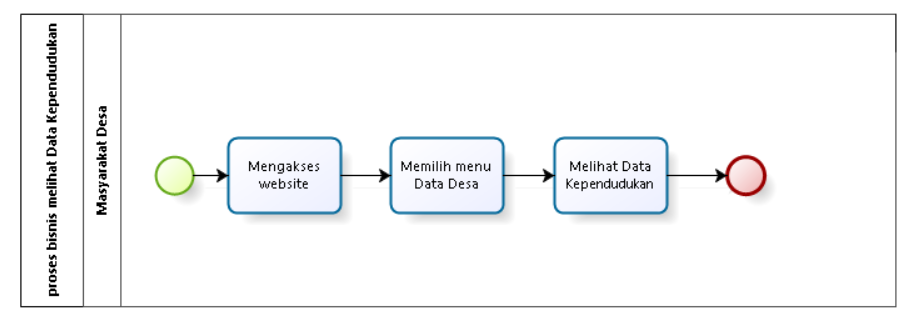 proses bisnis melihat Data Kependudukan
Masyarakat Desa
Mengakses
website
Memilih menu
Data Desa
Melihat Data
Kependudukan